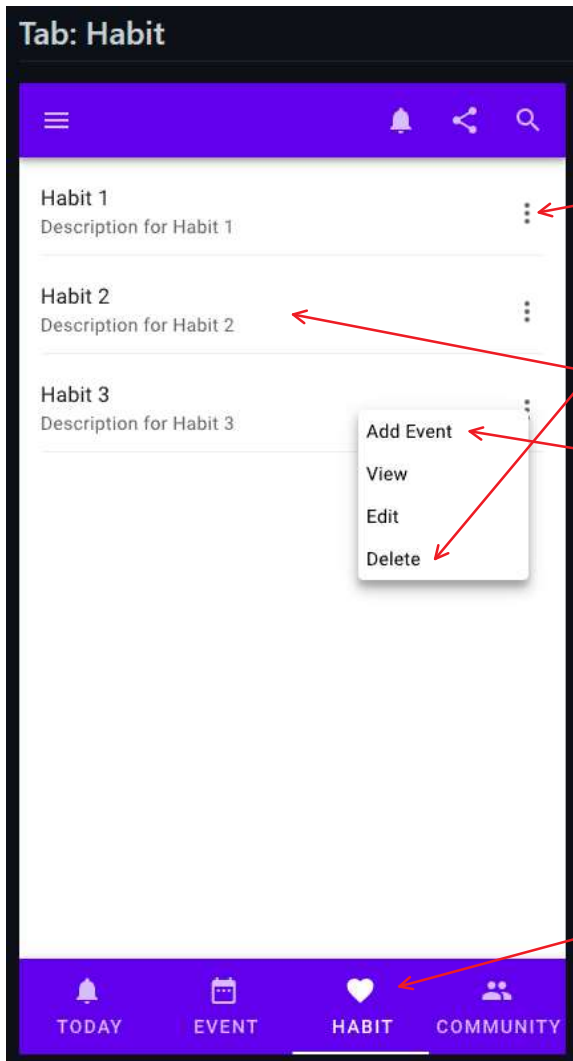 Tab: Habit
Habit 1
Description for Habit 1
Habit 2
Description for Habit 2
Habit 3
Description for Habit 3
Add Event
View
Edit
Delete
TODAY EVENT HABIT COMMUNITY